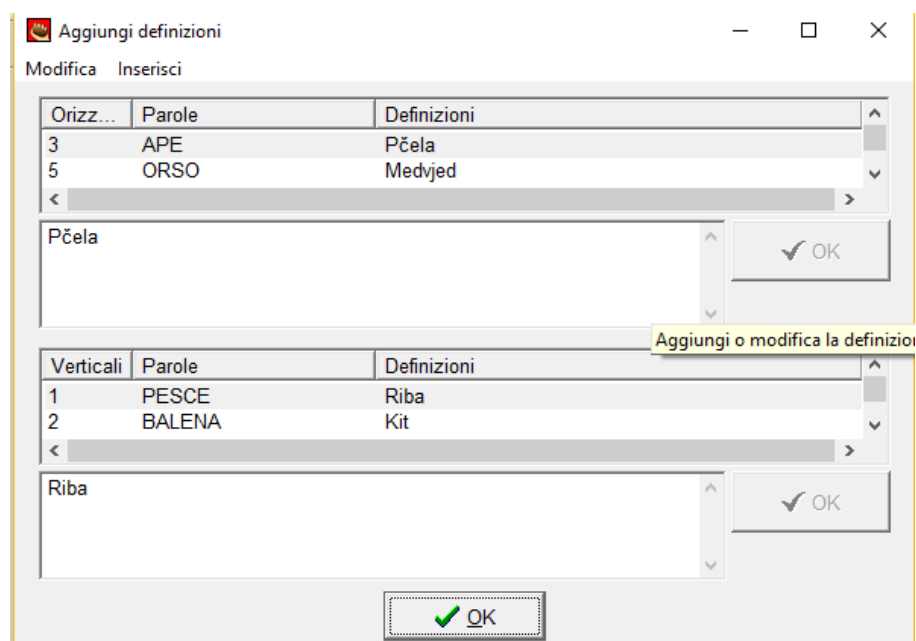 Aggiungi definizioni
Modifica Inserisci
Orizz... Parole Definizioni
3 APE Pčela
5 ORSO Medvjed
Pčela
OK
Aggiungi o modifica la definizio
Verticali Parole Definizioni
1 PESCE Riba
2 BALENA Kit
Riba
OK
OK